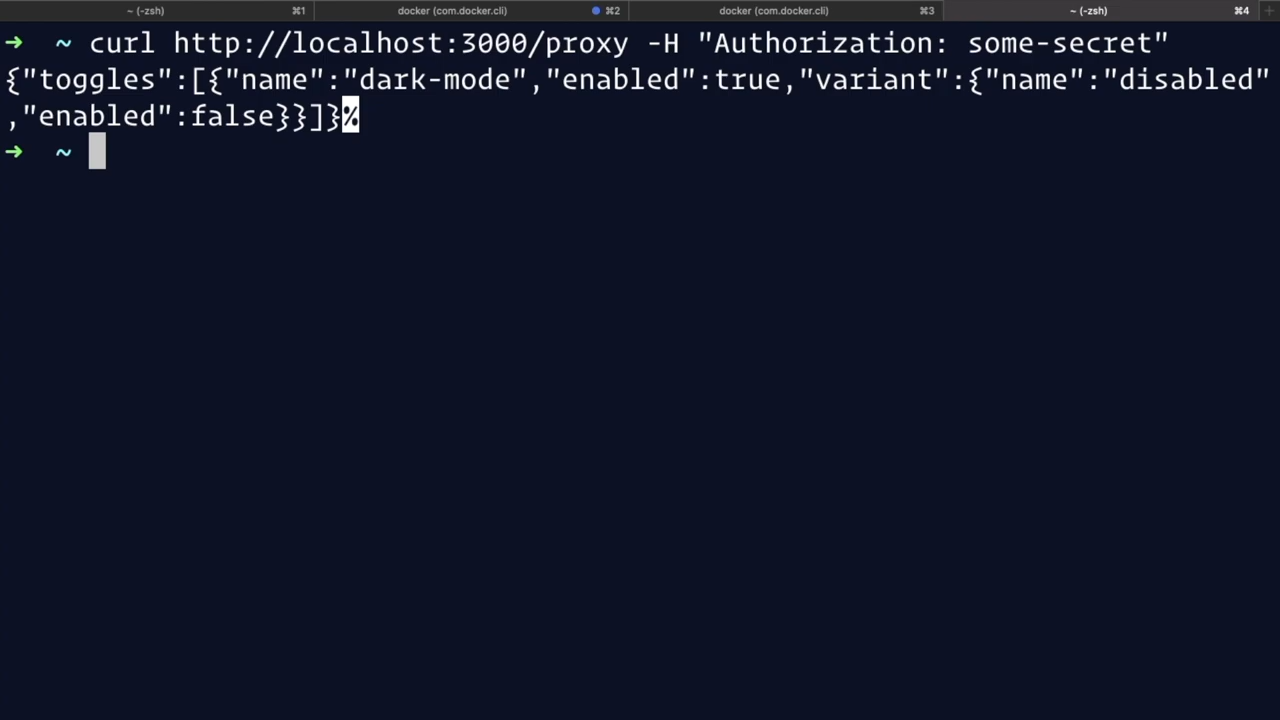 ~ (-zsh) ⌘1 docker (com.docker.cli) ⌘2 docker (com.docker.cli) ⌘3 ~ (-zsh) ⌘4 +
➜ ~ curl http://localhost:3000/proxy -H "Authorization: some-secret"
{"toggles":[{"name":"dark-mode","enabled":true,"variant":{"name":"disabled"
,"enabled":false}}]}%
➜ ~